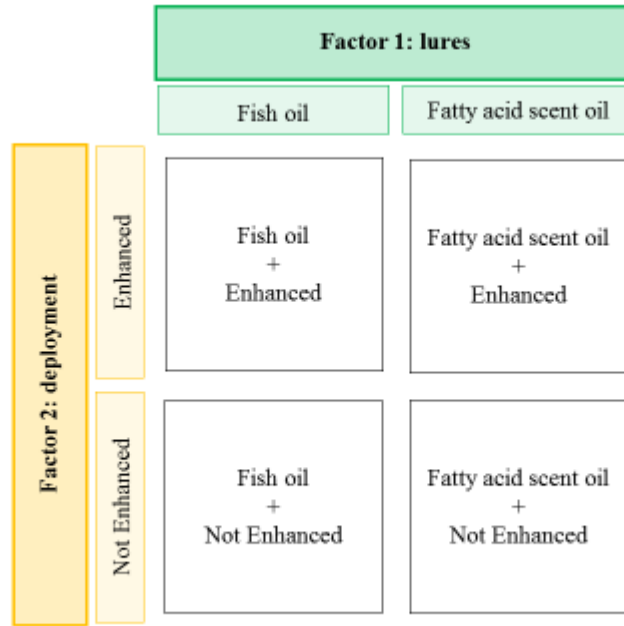 Factor 1: lures
Fish oil
Fatty acid scent oil
Factor 2: deployment
Enhanced
Fish oil
+
Enhanced
Fatty acid scent oil
+
Enhanced
Not Enhanced
Fish oil
+
Not Enhanced
Fatty acid scent oil
+
Not Enhanced